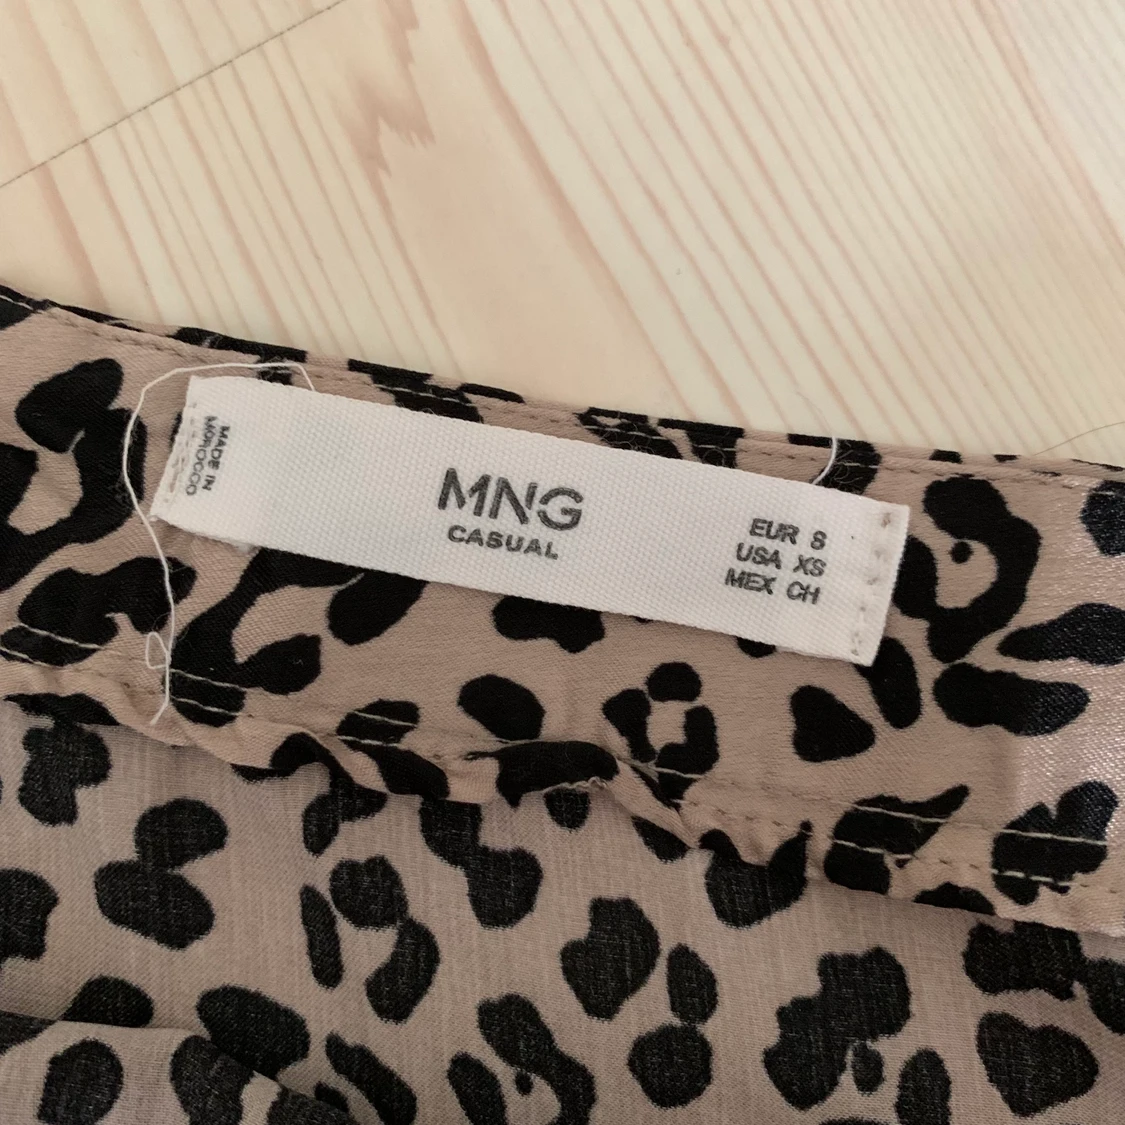 MADE IN
MOROCCO
MNG
CASUAL
EUR S
USA XS
MEX CH